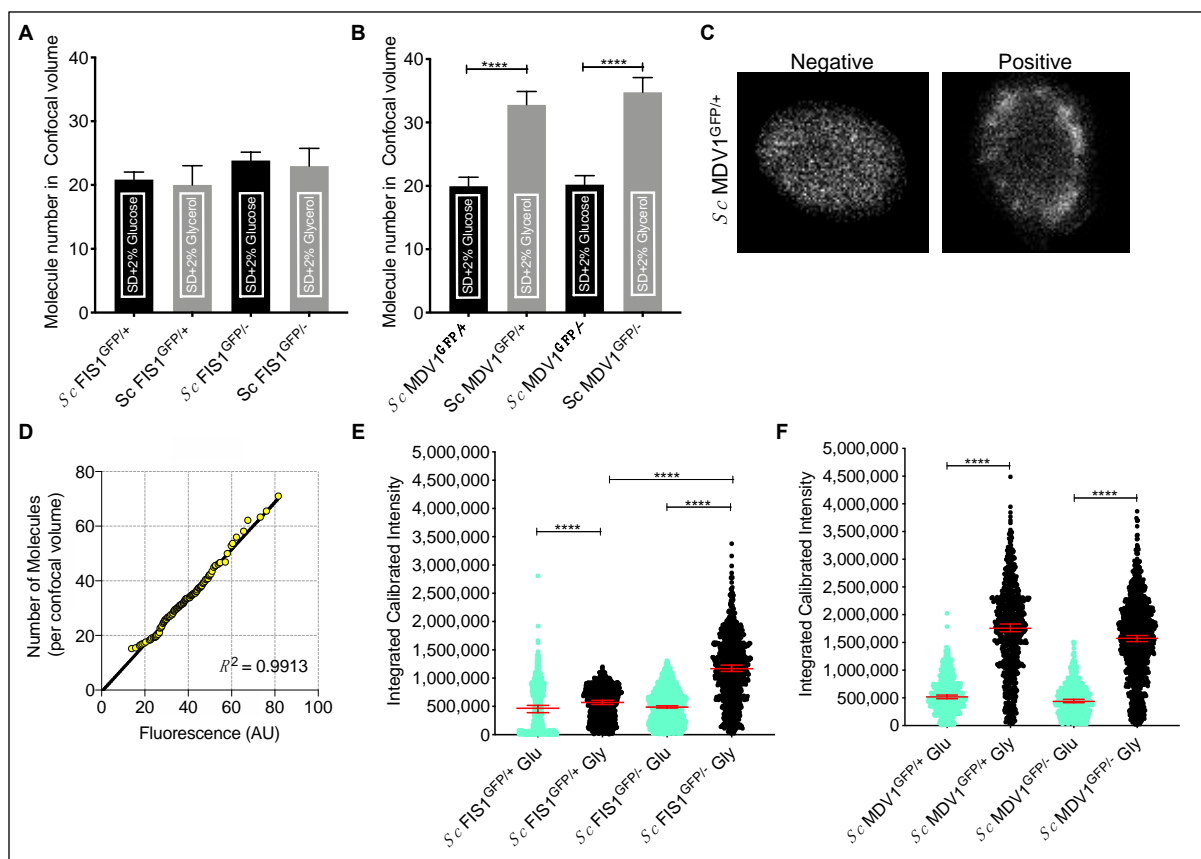 A
Molecule number in Confocal volume
40
30
20
10
0
SD+2% Glucose
SD+2% Glycerol
SD+2% Glucose
SD+2% Glycerol
Sc FIS1GFP/+
Sc FIS1GFP/+
Sc FIS1GFP/-
Sc FIS1GFP/-
B
Molecule number in Confocal volume
40
30
20
10
0
****
****
SD+2% Glucose
SD+2% Glycerol
SD+2% Glucose
SD+2% Glycerol
Sc MDV1GFP/+
Sc MDV1GFP/+
Sc MDV1GFP/-
Sc MDV1GFP/-
C
Negative
Positive
Sc MDV1GFP/+
D
Number of Molecules
(per confocal volume)
80
60
40
20
0
R2 = 0.9913
0 20 40 60 80 100
Fluorescence (AU)
E
Integrated Calibrated Intensity
5,000,000
4,500,000
4,000,000
3,500,000
3,000,000
2,500,000
2,000,000
1,500,000
1,000,000
500,000
0
****
****
****
Sc FIS1GFP/+ Glu
Sc FIS1GFP/+ Gly
Sc FIS1GFP/- Glu
Sc FIS1GFP/- Gly
F
Integrated Calibrated Intensity
5,000,000
4,500,000
4,000,000
3,500,000
3,000,000
2,500,000
2,000,000
1,500,000
1,000,000
500,000
0
****
****
Sc MDV1GFP/+ Glu
Sc MDV1GFP/+ Gly
Sc MDV1GFP/- Glu
Sc MDV1GFP/- Gly